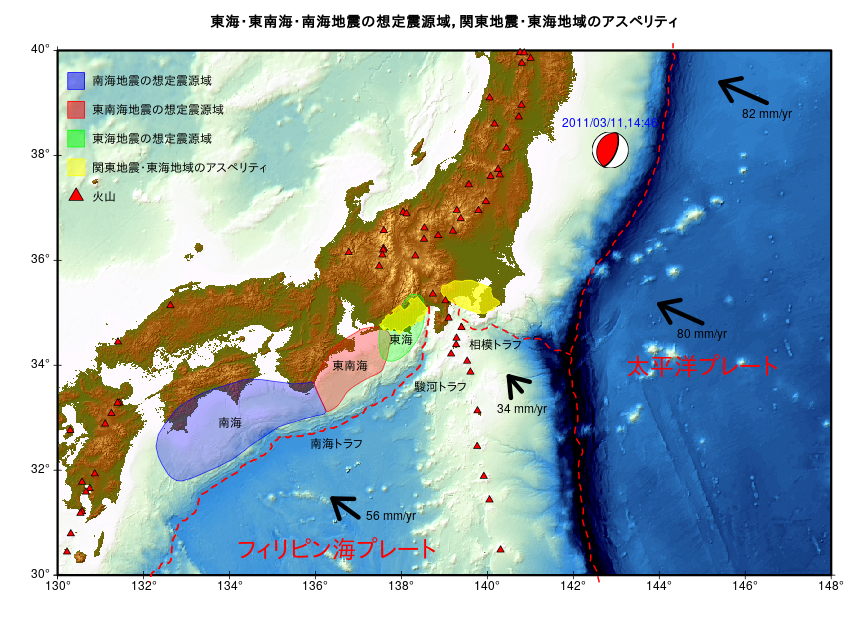 東海・東南海・南海地震の想定震源域，関東地震・東海地域のアスペリティ
40°
南海地震の想定震源域
東南海地震の想定震源域
東海地震の想定震源域
関東地震・東海地域のアスペリティ
火山
2011/03/11,14:46
82 mm/yr
38°
36°
80 mm/yr
34°
東海
相模トラフ
東南海
太平洋プレート
駿河トラフ
34 mm/yr
南海
南海トラフ
32°
56 mm/yr
フィリピン海プレート
30°
130° 132° 134° 136° 138° 140° 142° 144° 146° 148°